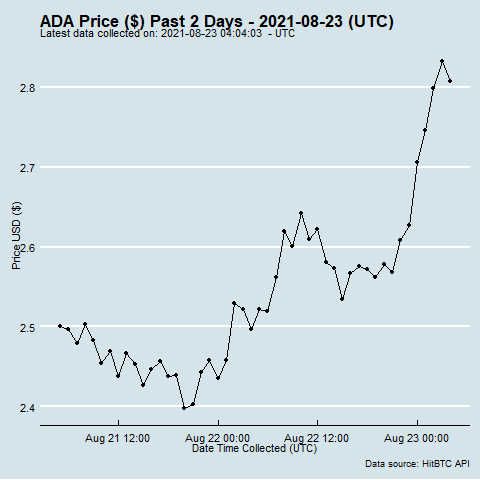 ADA Price ($) Past 2 Days - 2021-08-23 (UTC)
Latest data collected on: 2021-08-23 04:04:03 - UTC
2.8
2.7
2.6
2.5
2.4
Price USD ($)
Aug 21 12:00
Aug 22 00:00
Aug 22 12:00
Aug 23 00:00
Date Time Collected (UTC)
Data source: HitBTC API